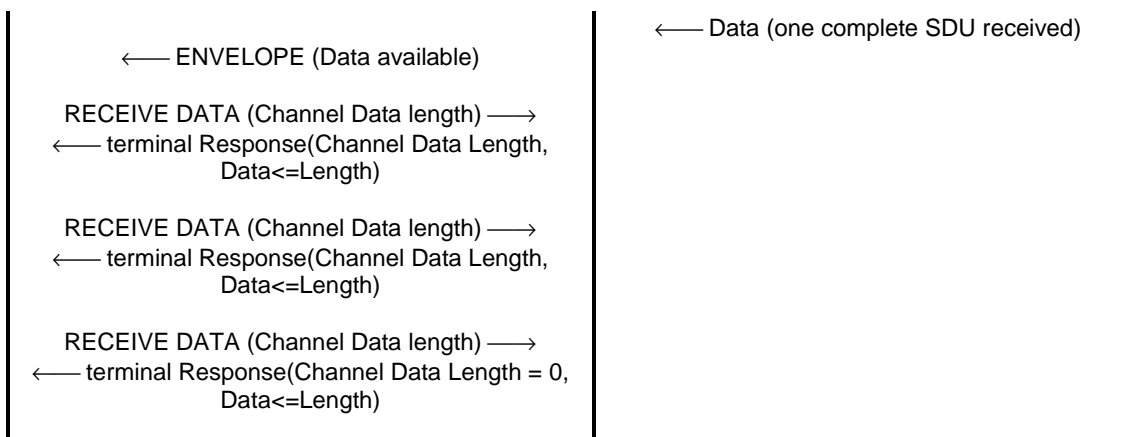 ⟵ Data (one complete SDU received)
⟵ ENVELOPE (Data available)
RECEIVE DATA (Channel Data length) ⟶
⟵ terminal Response(Channel Data Length,
Data<=Length)
RECEIVE DATA (Channel Data length) ⟶
⟵ terminal Response(Channel Data Length,
Data<=Length)
RECEIVE DATA (Channel Data length) ⟶
⟵ terminal Response(Channel Data Length = 0,
Data<=Length)